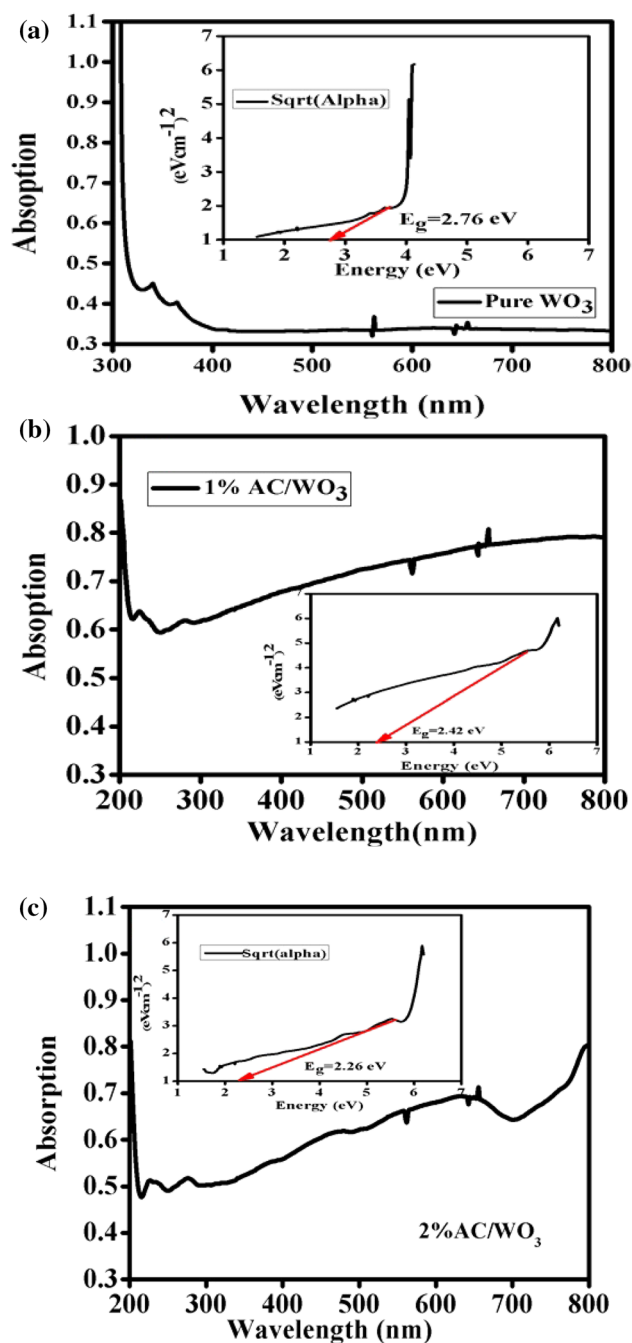 (a)
Absoption
1.1
1.0
0.9
0.8
0.7
0.6
0.5
0.4
0.3
300 400 500 600 700 800
Wavelength (nm)
Pure WO3
(eVcm-1)2
7
6
5
4
3
2
1
Sqrt(Alpha)
Eg=2.76 eV
1 2 3 4 5 6 7
Energy (eV)
(b)
Absoption
1.0
0.9
0.8
0.7
0.6
0.5
0.4
0.3
1% AC/WO3
(eVcm-1)2
7
6
5
4
3
2
1
Eg=2.42 eV
1 2 3 4 5 6 7
Energy (eV)
200 300 400 500 600 700 800
Wavelength(nm)
(c)
Absorption
1.1
1.0
0.9
0.8
0.7
0.6
0.5
0.4
0.3
(eVcm-1)2
7
6
5
4
3
2
1
Sqrt(alpha)
Eg=2.26 eV
1 2 3 4 5 6 7
Energy (eV)
2%AC/WO3
200 300 400 500 600 700 800
Wavelength (nm)